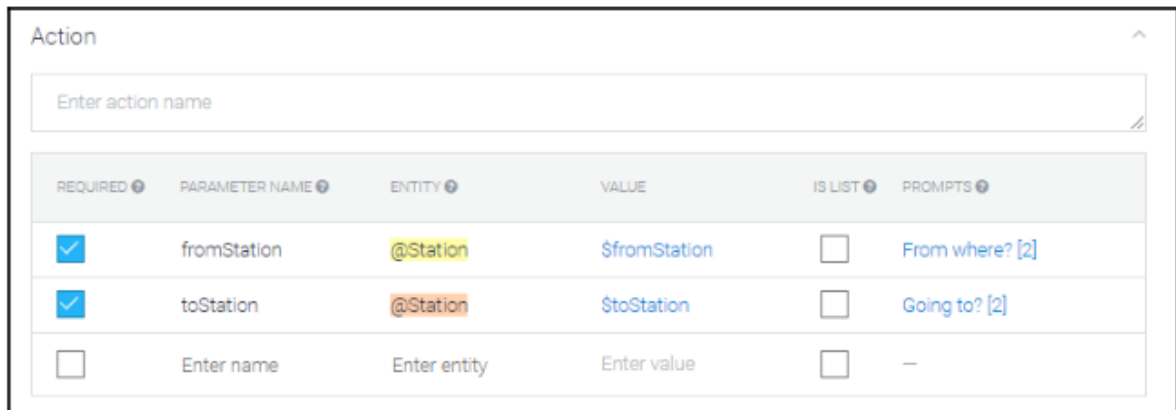 Action
Enter action name
REQUIRED PARAMETER NAME ENTITY VALUE IS LIST PROMPTS
fromStation @Station $fromStation From where? [2]
toStation @Station $toStation Going to? [2]
Enter name Enter entity Enter value —